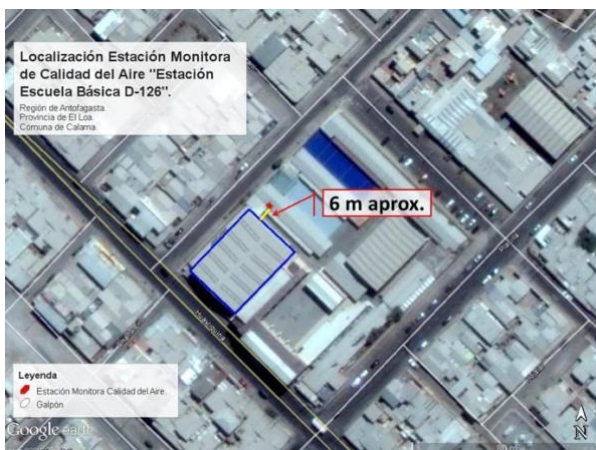 Localización Estación Monitora
de Calidad del Aire "Estación
Escuela Básica D-126".
Región de Antofagasta.
Provincia de El Loa.
Comuna de Calama.
6 m aprox.
Leyenda
Estación Monitora Calidad del Aire
Galpón
Google earth
N